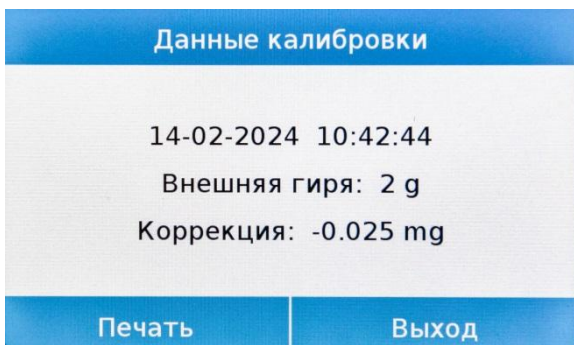 Данные калибровки
14-02-2024 10:42:44
Внешняя гиря: 2 g
Коррекция: -0.025 mg
Печать
Выход